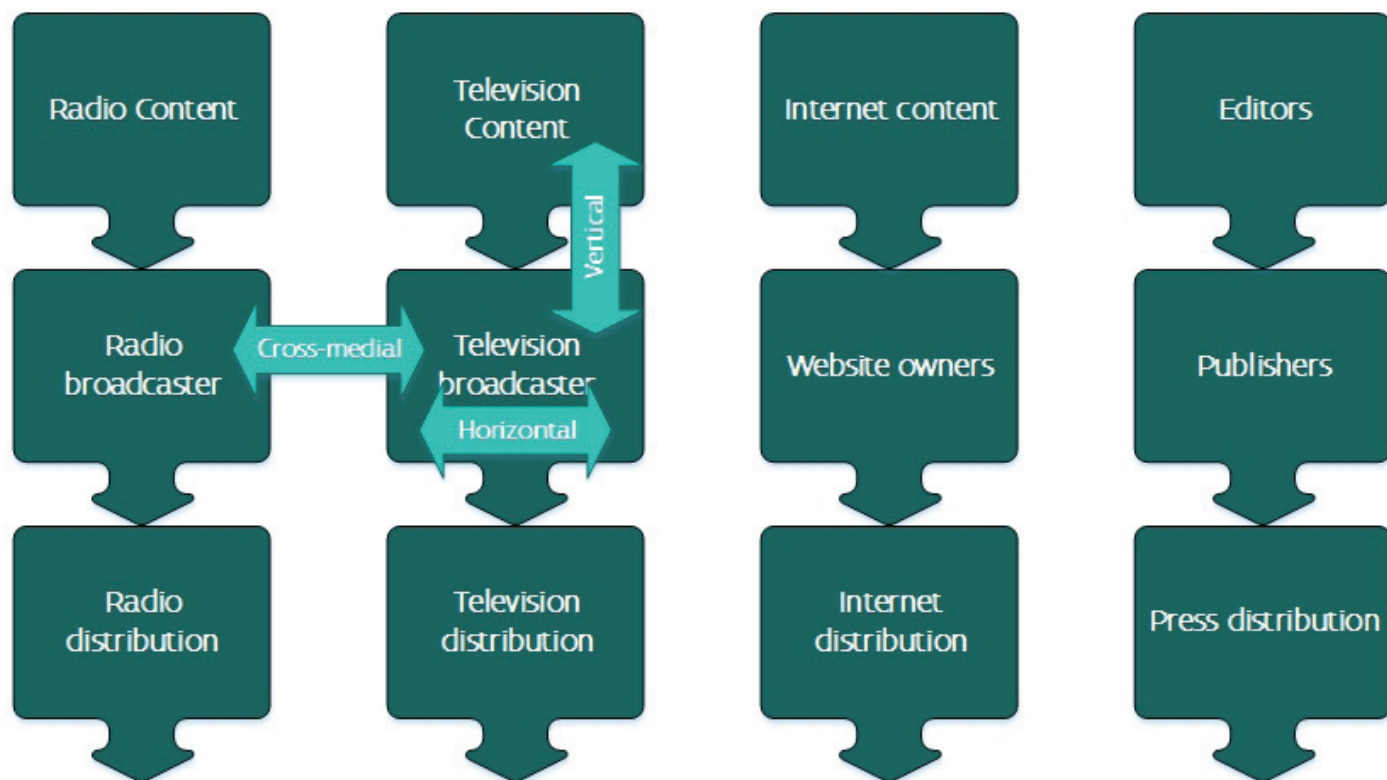 Radio Content
Television
Content
Internet content
Editors
Vertical
Radio
broadcaster
Cross-medial
Television
broadcaster
Horizontal
Website owners
Publishers
Radio
distribution
Television
distribution
Internet
distribution
Press distribution